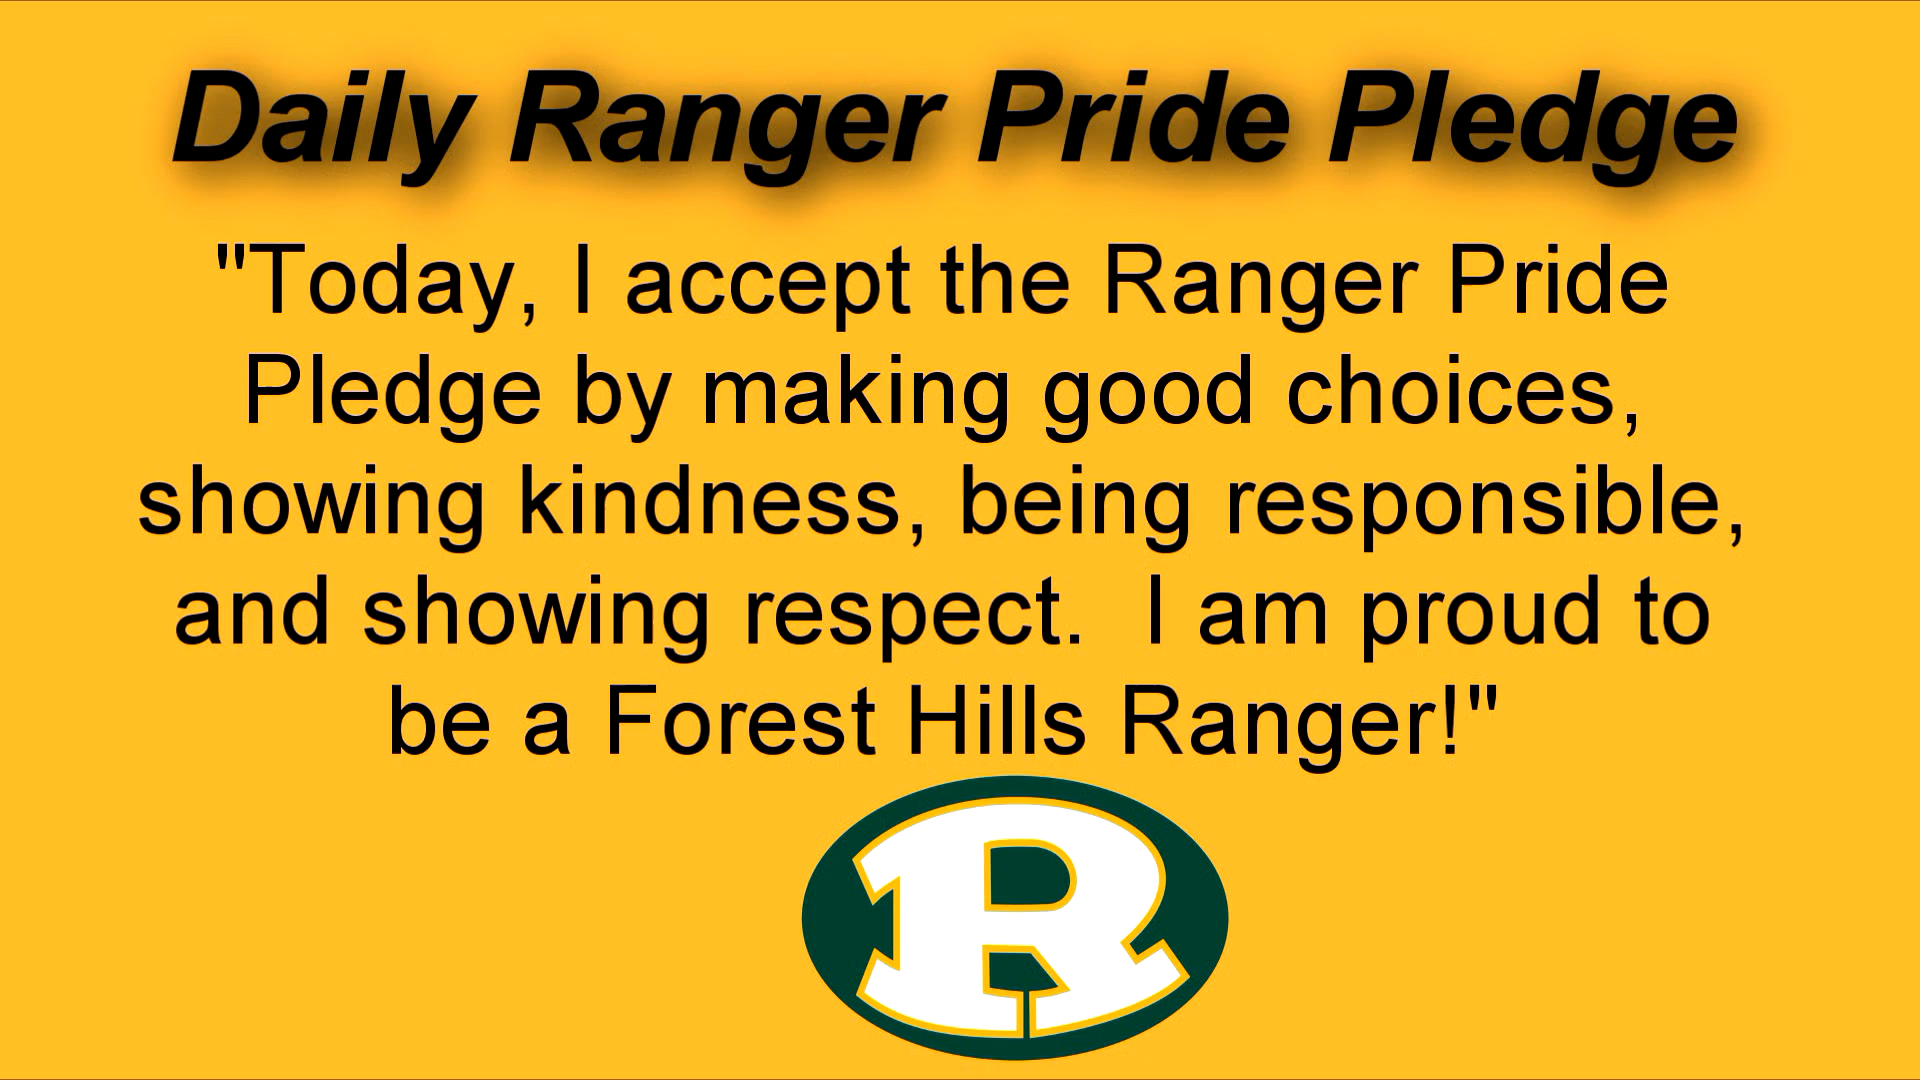 Daily Ranger Pride Pledge
"Today, I accept the Ranger Pride
Pledge by making good choices,
showing kindness, being responsible,
and showing respect.  I am proud to
be a Forest Hills Ranger!"
R